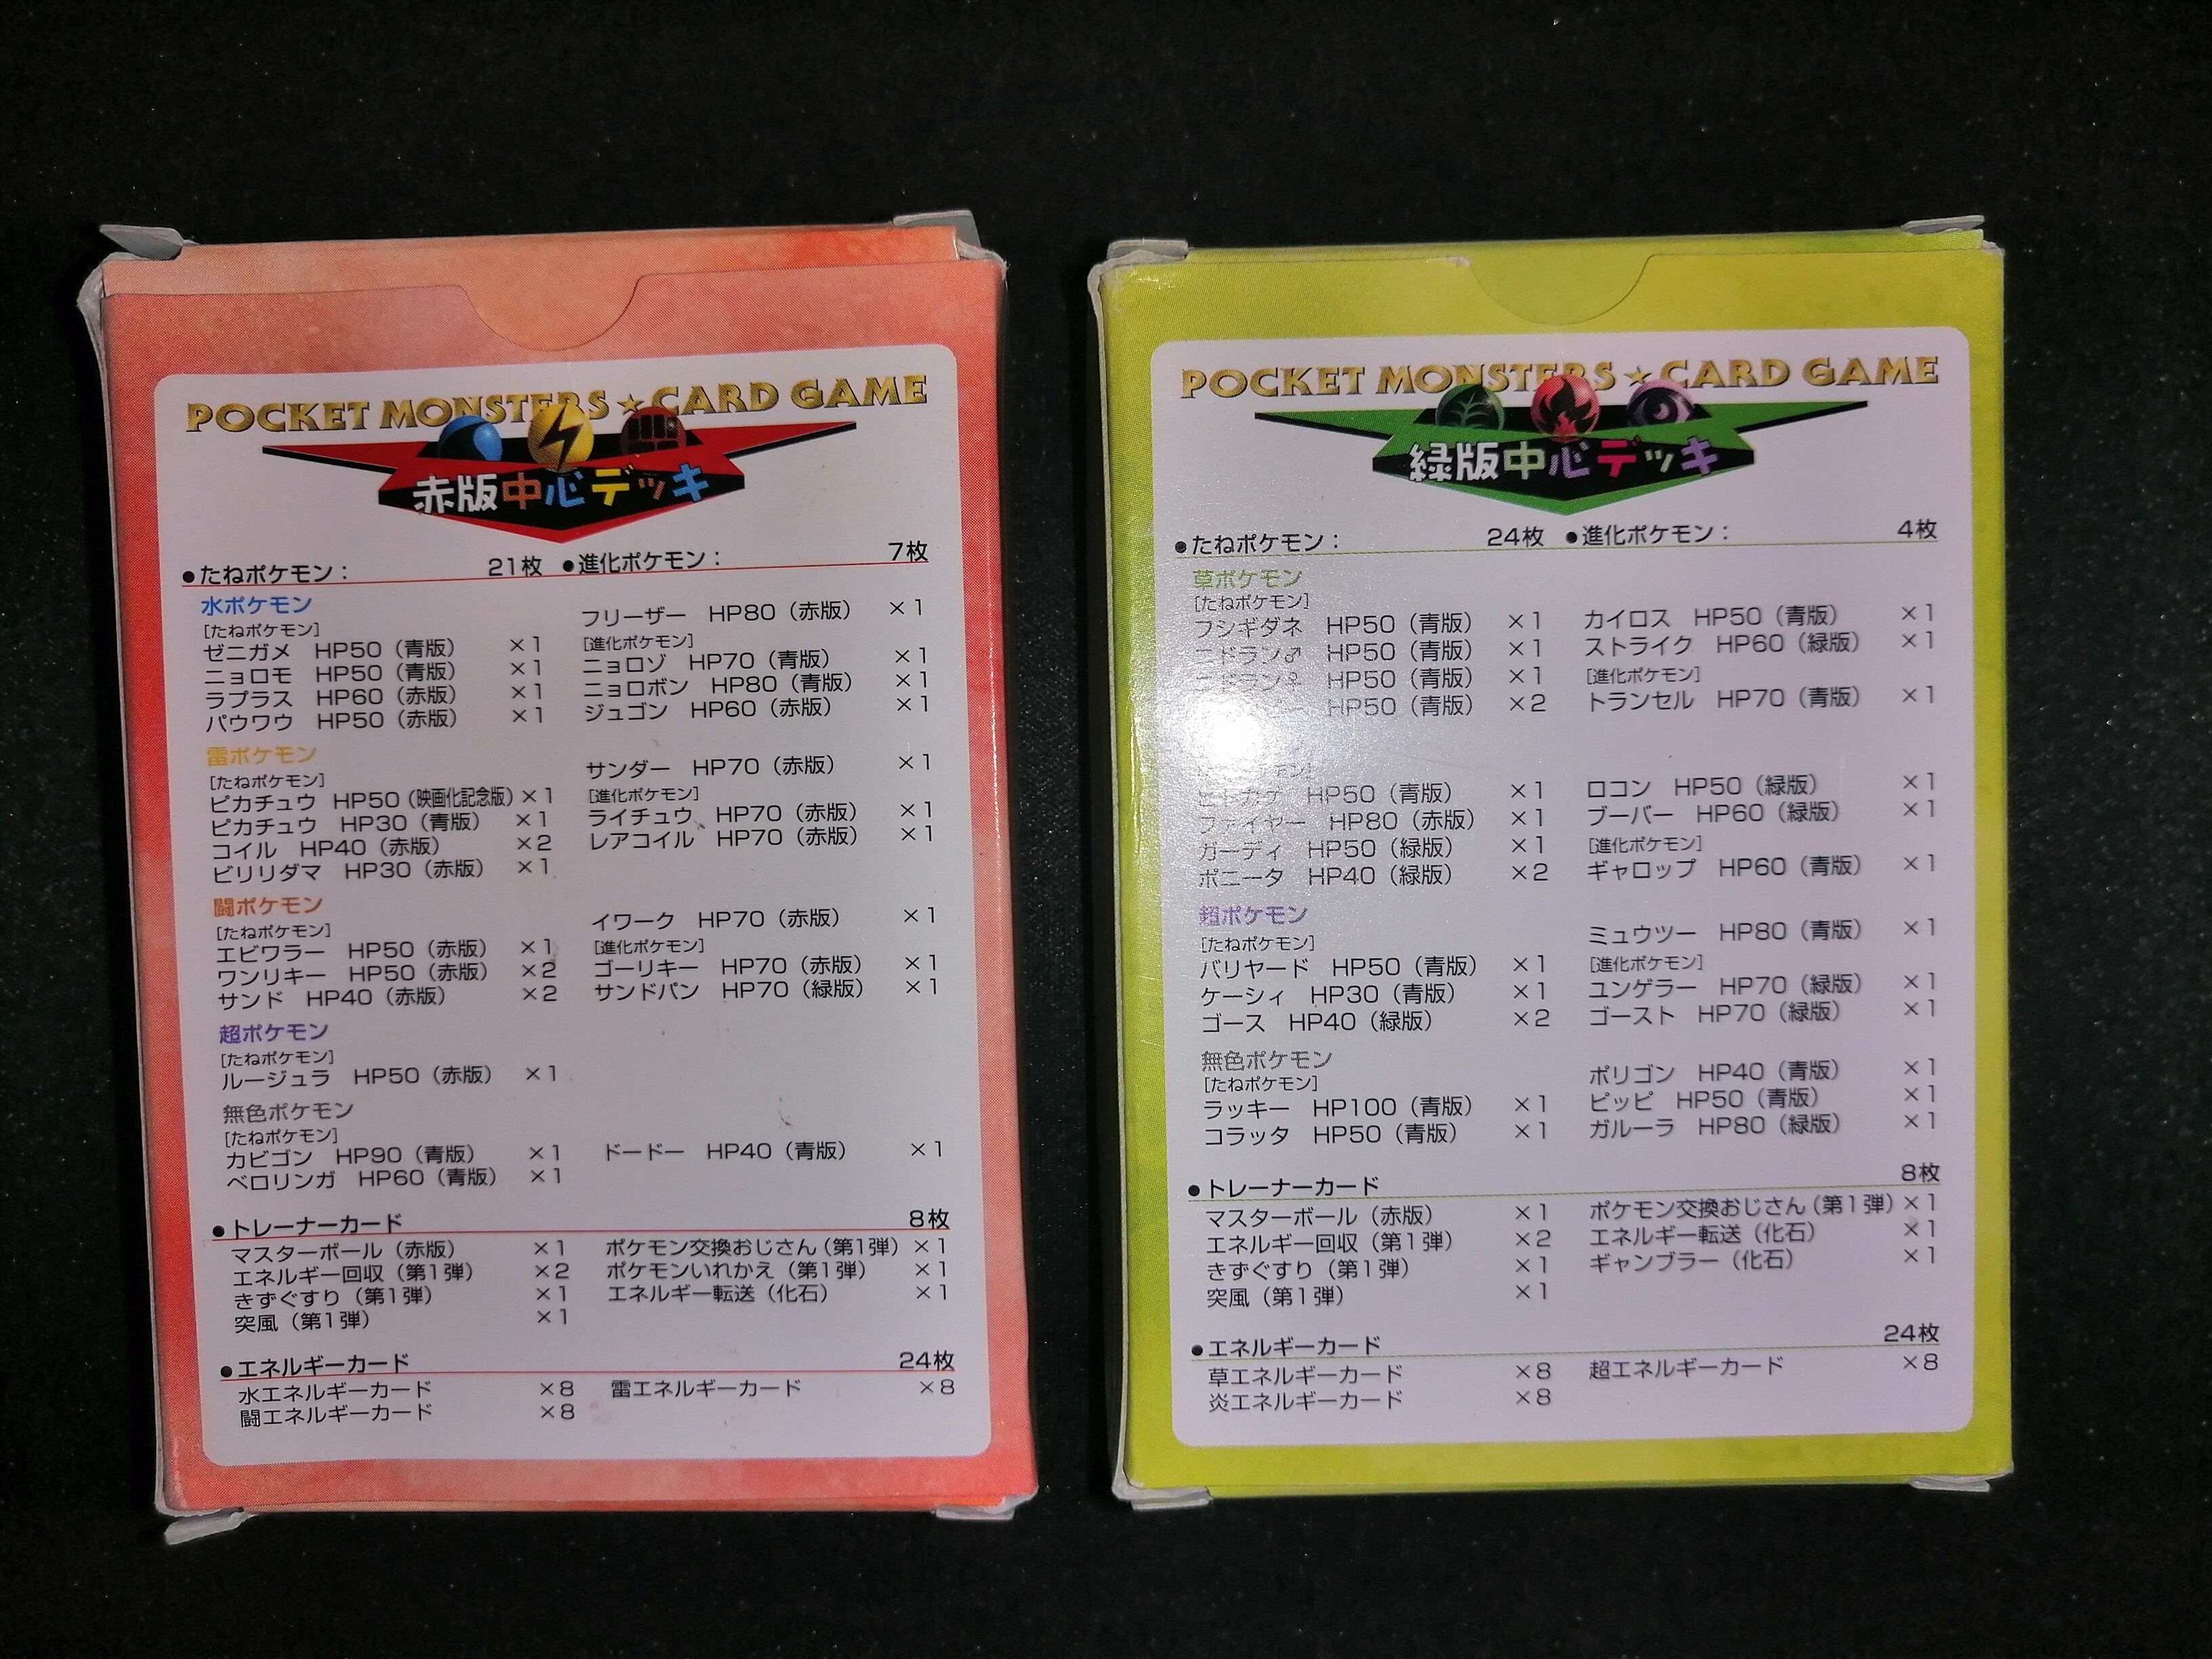 POCKET MONSTERS★CARD GAME
赤版中心デッキ
●たねポケモン： 21枚 ●進化ポケモン： 7枚
水ポケモン
[たねポケモン]
ゼニガメ HP50（青版） ×1
ニョロモ HP50（青版） ×1
ラプラス HP60（赤版） ×1
パウワウ HP50（赤版） ×1
フリーザー HP80（赤版） ×1
[進化ポケモン]
ニョロゾ HP70（青版） ×1
ニョロボン HP80（青版） ×1
ジュゴン HP60（赤版） ×1
雷ポケモン
[たねポケモン]
ピカチュウ HP50（映画化記念版）×1
ピカチュウ HP30（青版） ×1
コイル HP40（赤版） ×2
ビリリダマ HP30（赤版） ×1
サンダー HP70（赤版） ×1
[進化ポケモン]
ライチュウ HP70（赤版） ×1
レアコイル HP70（赤版） ×1
闘ポケモン
[たねポケモン]
エビワラー HP50（赤版） ×1
ワンリキー HP50（赤版） ×2
サンド HP40（赤版） ×2
イワーク HP70（赤版） ×1
[進化ポケモン]
ゴーリキー HP70（赤版） ×1
サンドパン HP70（緑版） ×1
超ポケモン
[たねポケモン]
ルージュラ HP50（赤版） ×1
無色ポケモン
[たねポケモン]
カビゴン HP90（青版） ×1
ベロリンガ HP60（青版） ×1
ドードー HP40（青版） ×1
●トレーナーカード 8枚
マスターボール（赤版） ×1
エネルギー回収（第1弾） ×2
きずぐすり（第1弾） ×1
突風（第1弾） ×1
ポケモン交換おじさん（第1弾） ×1
ポケモンいれかえ（第1弾） ×1
エネルギー転送（化石） ×1
●エネルギーカード 24枚
水エネルギーカード ×8
闘エネルギーカード ×8
雷エネルギーカード ×8
POCKET MONSTERS★CARD GAME
緑版中心デッキ
●たねポケモン： 24枚 ●進化ポケモン： 4枚
草ポケモン
[たねポケモン]
フシギダネ HP50（青版） ×1
ニドラン♂ HP50（青版） ×1
ニドラン♀ HP50（青版） ×1
HP50（青版） ×2
カイロス HP50（青版） ×1
ストライク HP60（緑版） ×1
[進化ポケモン]
トランセル HP70（青版） ×1
ヒトカゲ HP50（青版） ×1
ファイヤー HP80（赤版） ×1
ガーディ HP50（緑版） ×1
ポニータ HP40（緑版） ×2
ロコン HP50（緑版） ×1
ブーバー HP60（緑版） ×1
[進化ポケモン]
ギャロップ HP60（青版） ×1
超ポケモン
[たねポケモン]
バリヤード HP50（青版） ×1
ケーシィ HP30（青版） ×1
ゴース HP40（緑版） ×2
ミュウツー HP80（青版） ×1
[進化ポケモン]
ユンゲラー HP70（緑版） ×1
ゴースト HP70（緑版） ×1
無色ポケモン
[たねポケモン]
ラッキー HP100（青版） ×1
コラッタ HP50（青版） ×1
ポリゴン HP40（青版） ×1
ピッピ HP50（青版） ×1
ガルーラ HP80（緑版） ×1
●トレーナーカード 8枚
マスターボール（赤版） ×1
エネルギー回収（第1弾） ×2
きずぐすり（第1弾） ×1
突風（第1弾） ×1
ポケモン交換おじさん（第1弾）×1
エネルギー転送（化石） ×1
ギャンブラー（化石） ×1
●エネルギーカード 24枚
草エネルギーカード ×8
炎エネルギーカード ×8
超エネルギーカード ×8